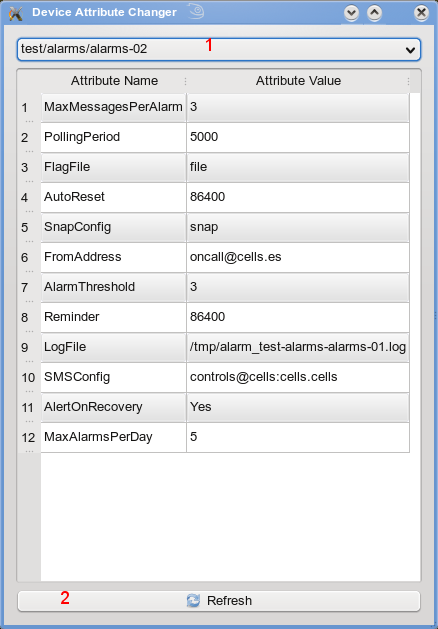 Device Attribute Changer
test/alarms/alarms-02 1
Attribute Name Attribute Value
1 MaxMessagesPerAlarm 3
2 PollingPeriod 5000
3 FlagFile file
4 AutoReset 86400
5 SnapConfig snap
6 FromAddress oncall@cells.es
7 AlarmThreshold 3
8 Reminder 86400
9 LogFile /tmp/alarm_test-alarms-alarms-01.log
10 SMSConfig controls@cells:cells.cells
11 AlertOnRecovery Yes
12 MaxAlarmsPerDay 5
2 Refresh